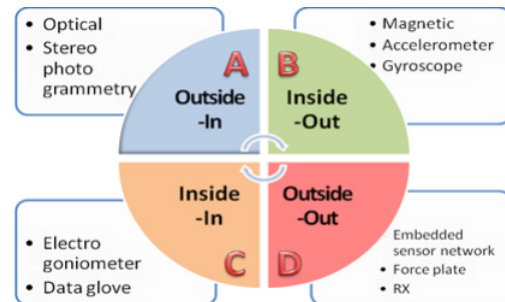 • Optical
• Stereo
photo
grammetry
• Magnetic
• Accelerometer
• Gyroscope
A
Outside
-In
B
Inside
-Out
Inside
-In
C
Outside
-Out
D
• Electro
goniometer
• Data glove
Embedded
sensor network
• Force plate
• RX